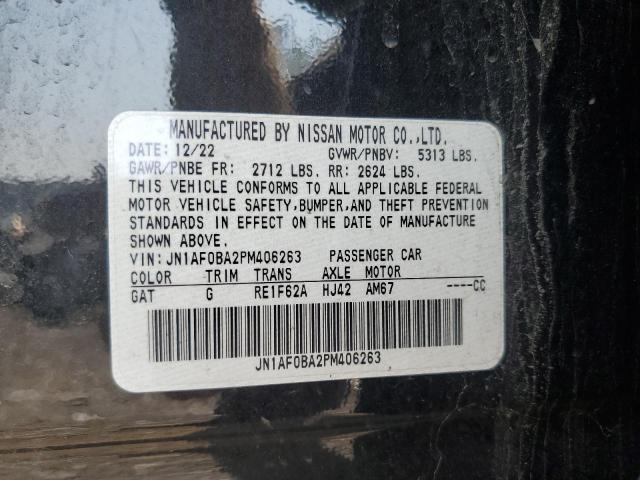 MANUFACTURED BY NISSAN MOTOR CO.,LTD.
DATE: 12/22 GVWR/PNBV: 5313 LBS.
GAWR/PNBE FR: 2712 LBS. RR: 2624 LBS.
THIS VEHICLE CONFORMS TO ALL APPLICABLE FEDERAL
MOTOR VEHICLE SAFETY,BUMPER,AND THEFT PREVENTION
STANDARDS IN EFFECT ON THE DATE OF MANUFACTURE
SHOWN ABOVE.
VIN: JN1AF0BA2PM406263 PASSENGER CAR
COLOR TRIM TRANS AXLE MOTOR
GAT G RE1F62A HJ42 AM67 ----CC
JN1AF0BA2PM406263